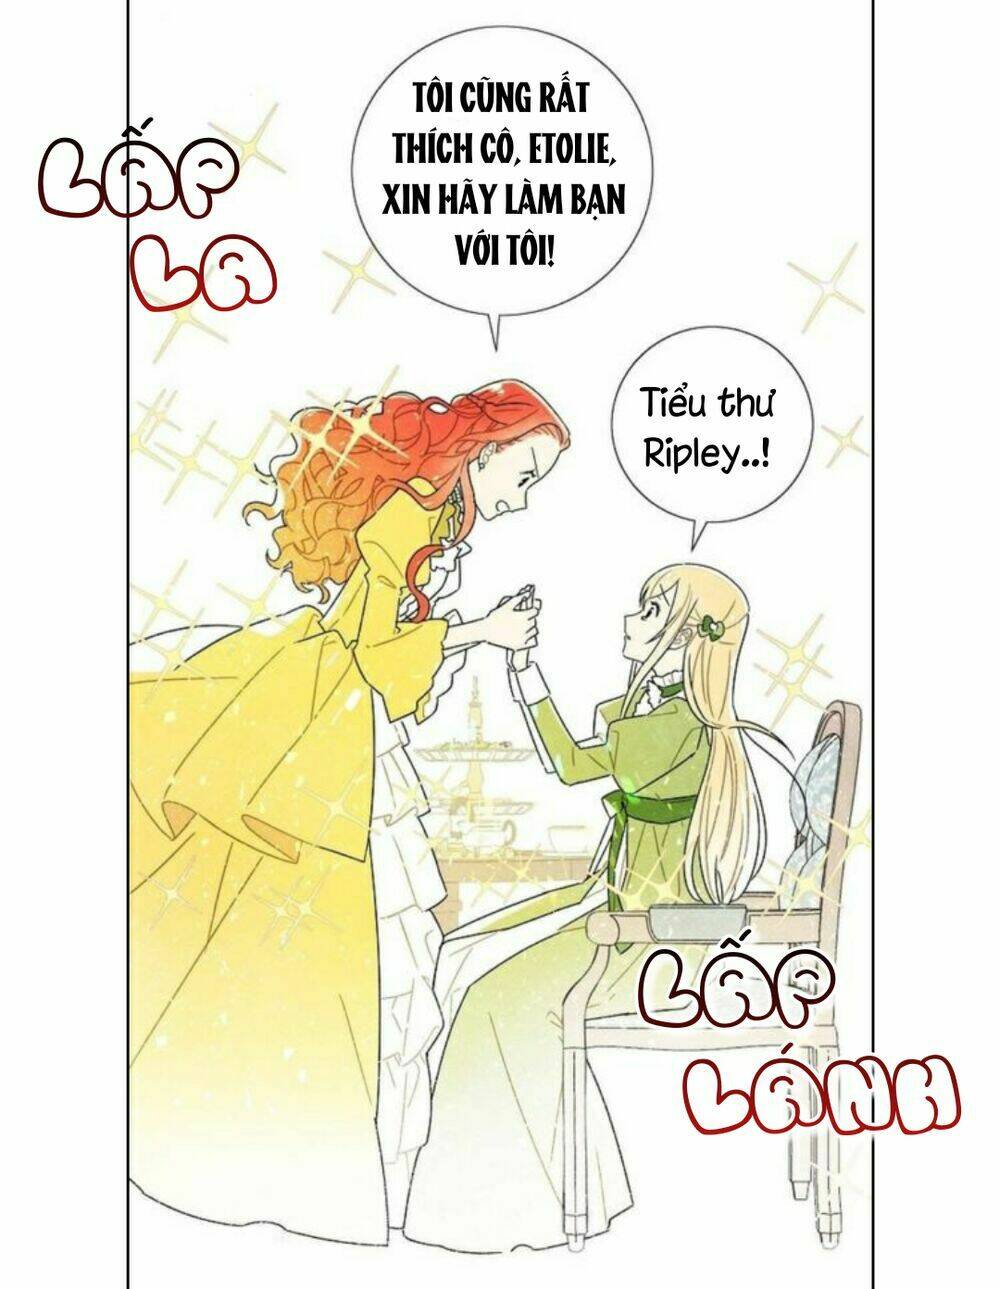 TÔI CŨNG RẤT
THÍCH CÔ, ETOLIE,
XIN HÃY LÀM BẠN
VỚI TÔI!
LẤP
LA
Tiểu thư
Ripley..!
LẤP
LÁNH